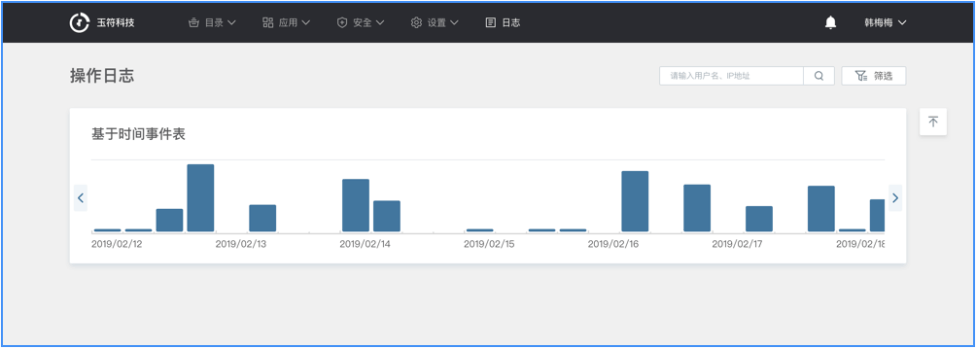 玉符科技 目录 应用 安全 设置 日志 韩梅梅
操作日志 请输入用户名、IP地址 筛选
基于时间事件表
2019/02/12 2019/02/13 2019/02/14 2019/02/15 2019/02/16 2019/02/17 2019/02/18